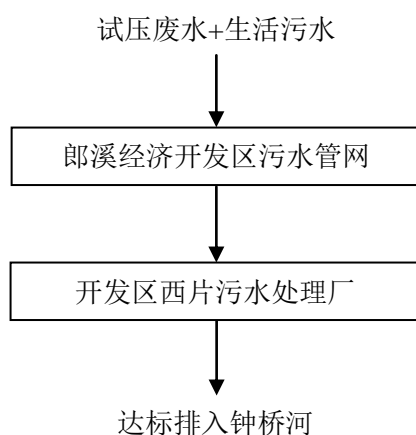 试压废水+生活污水
郎溪经济开发区污水管网
开发区西片污水处理厂
达标排入钟桥河